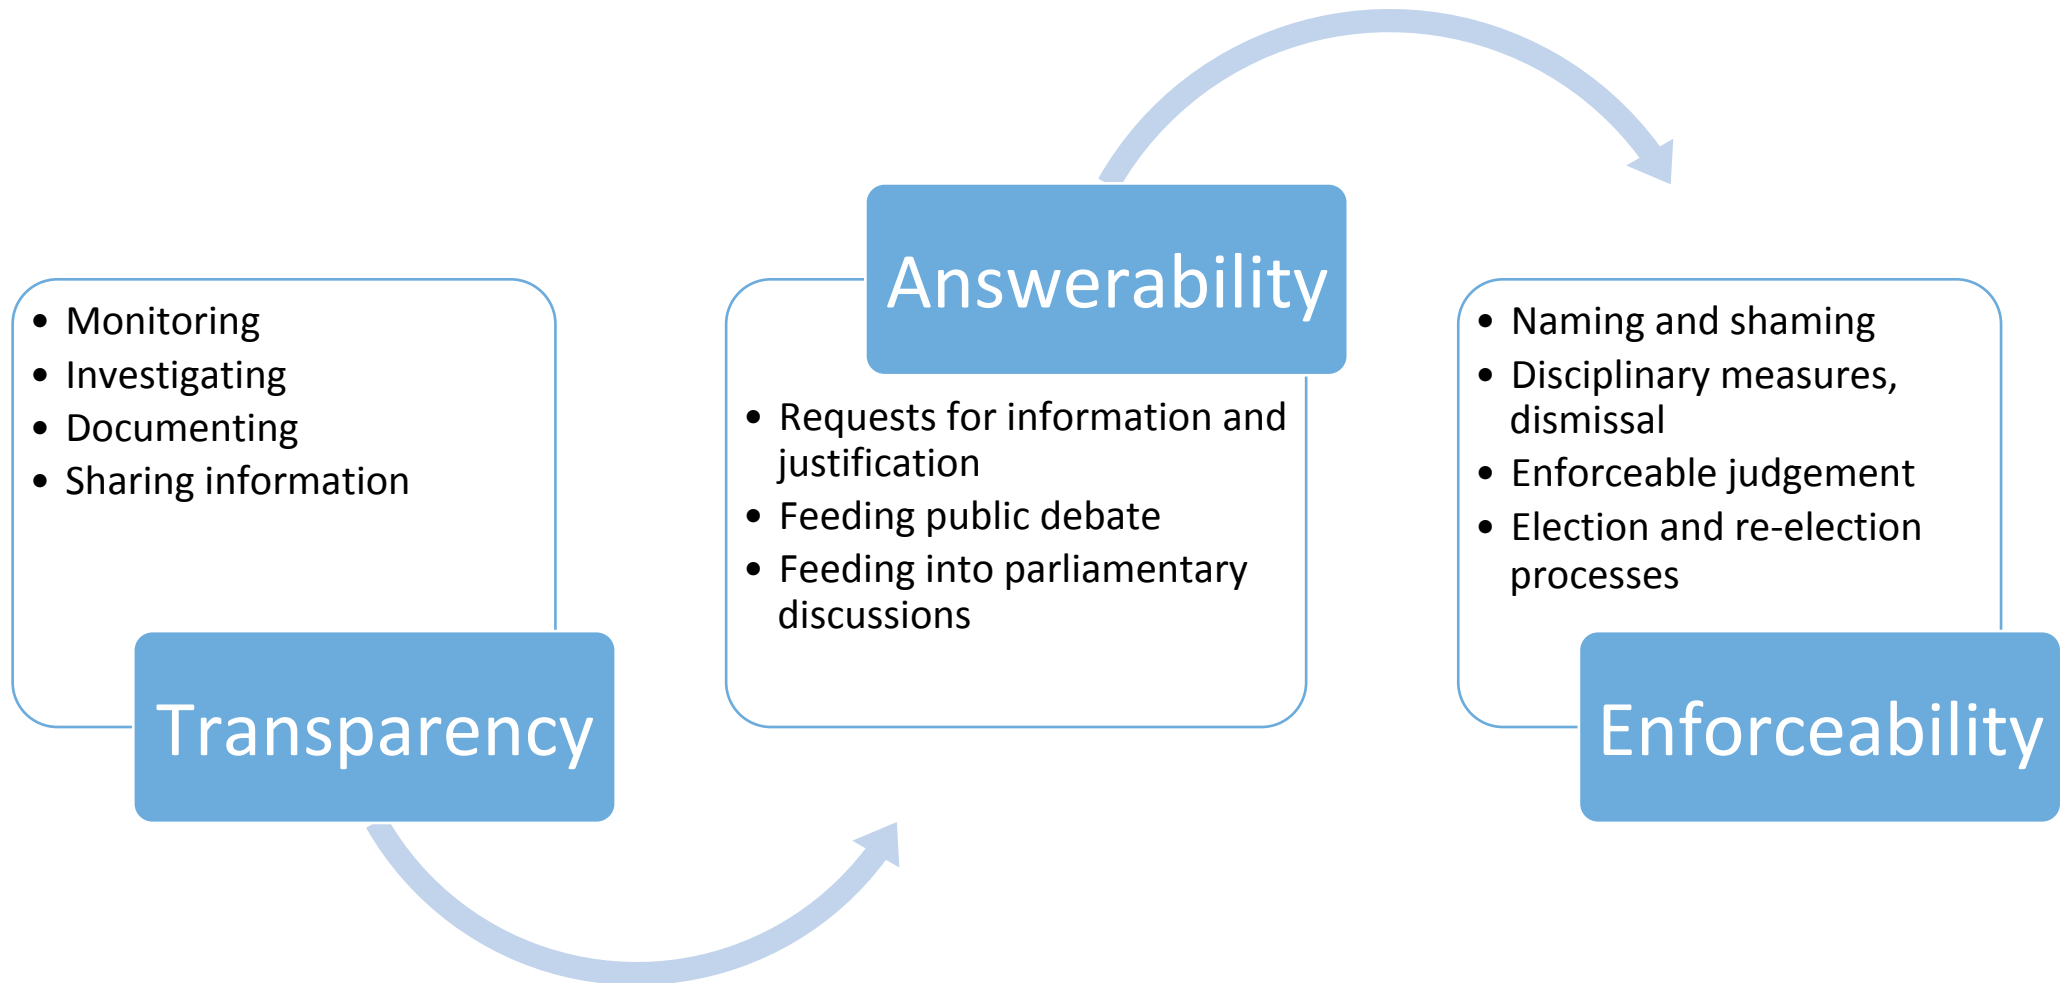 • Monitoring
• Investigating
• Documenting
• Sharing information
Transparency
Answerability
• Requests for information and
justification
• Feeding public debate
• Feeding into parliamentary
discussions
• Naming and shaming
• Disciplinary measures,
dismissal
• Enforceable judgement
• Election and re-election
processes
Enforceability